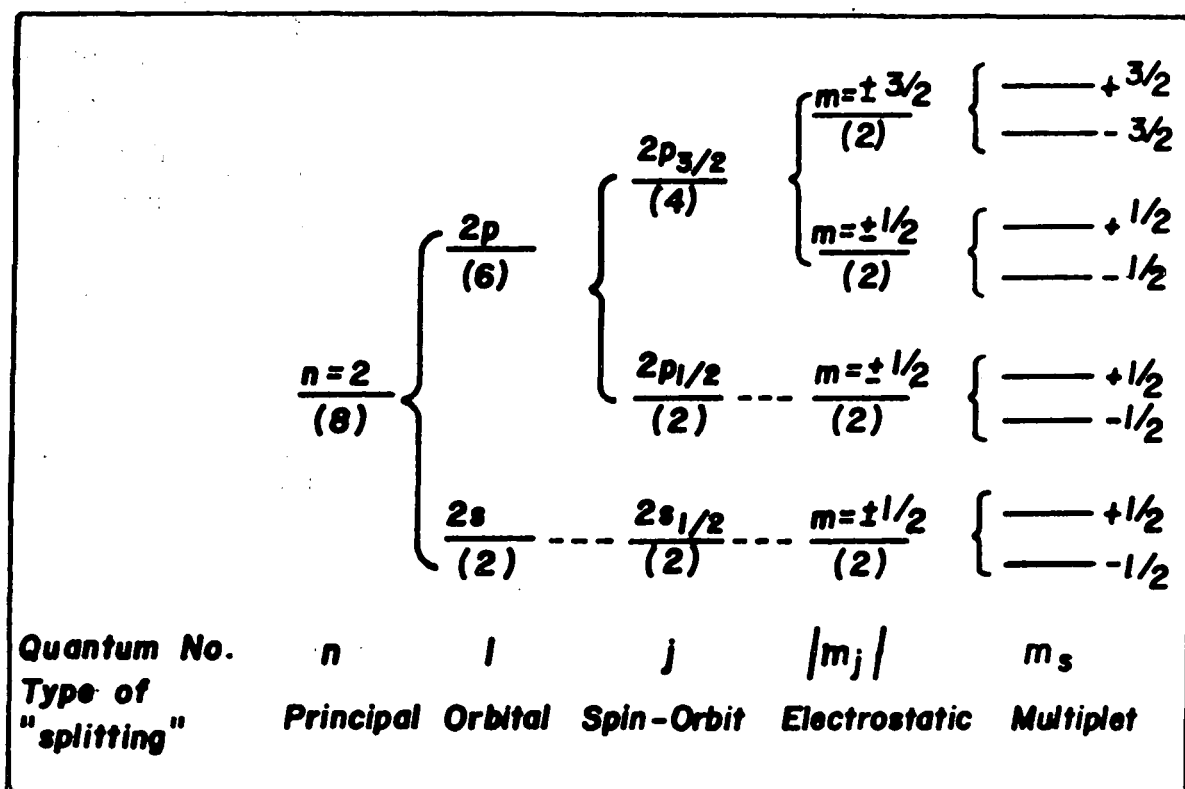 m=± 3/2
(2)
+ 3/2
- 3/2
2p3/2
(4)
2p
(6)
m=±1/2
(2)
+ 1/2
- 1/2
n=2
(8)
2p1/2
(2)
m=±1/2
(2)
+1/2
-1/2
2s
(2)
2s1/2
(2)
m=±1/2
(2)
+1/2
-1/2
Quantum No. n l j |mj| ms
Type of
"splitting" Principal Orbital Spin-Orbit Electrostatic Multiplet